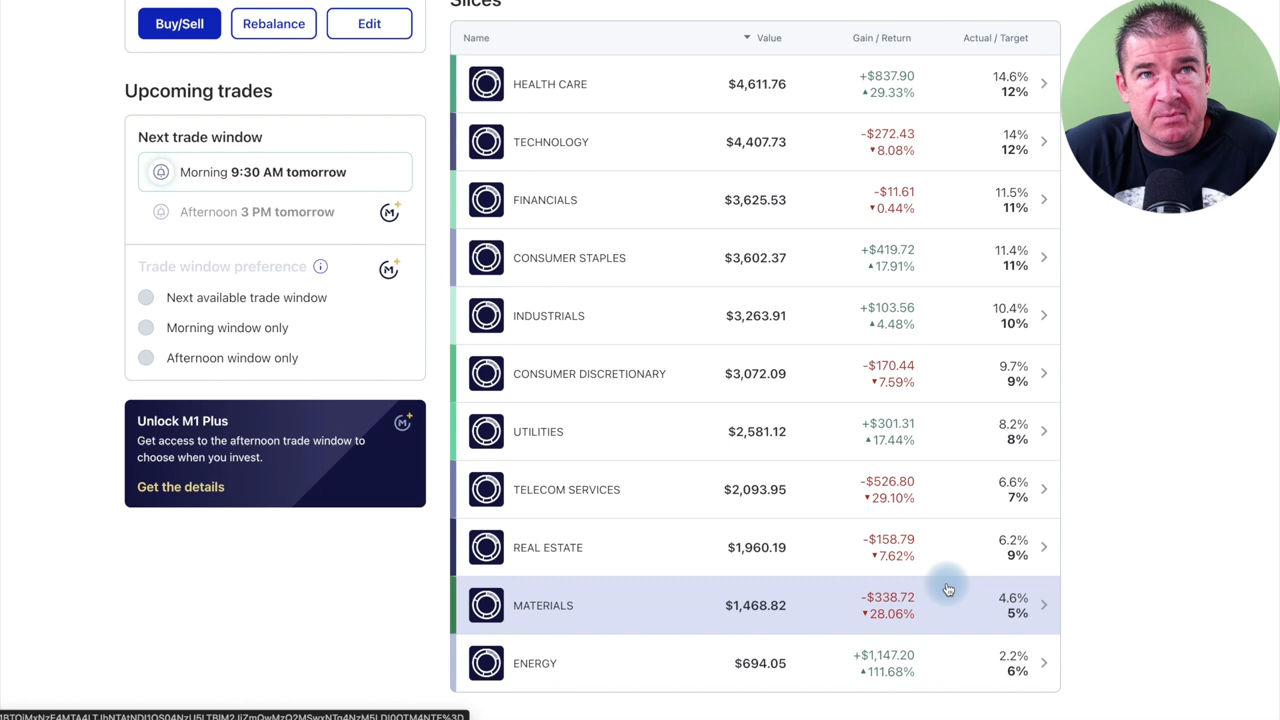 Buy/Sell
Rebalance
Edit
Upcoming trades
Next trade window
Morning 9:30 AM tomorrow
Afternoon 3 PM tomorrow
Trade window preference
Next available trade window
Morning window only
Afternoon window only
Unlock M1 Plus
Get access to the afternoon trade window to
choose when you invest.
Get the details
Slices
Name Value Gain / Return Actual / Target
HEALTH CARE $4,611.76 +$837.90 14.6%
▲29.33% 12%
TECHNOLOGY $4,407.73 -$272.43 14%
▼8.08% 12%
FINANCIALS $3,625.53 -$11.61 11.5%
▼0.44% 11%
CONSUMER STAPLES $3,602.37 +$419.72 11.4%
▲17.91% 11%
INDUSTRIALS $3,263.91 +$103.56 10.4%
▲4.48% 10%
CONSUMER DISCRETIONARY $3,072.09 -$170.44 9.7%
▼7.59% 9%
UTILITIES $2,581.12 +$301.31 8.2%
▲17.44% 8%
TELECOM SERVICES $2,093.95 -$526.80 6.6%
▼29.10% 7%
REAL ESTATE $1,960.19 -$158.79 6.2%
▼7.62% 9%
MATERIALS $1,468.82 -$338.72 4.6%
▼28.06% 5%
ENERGY $694.05 +$1,147.20 2.2%
▲111.68% 6%